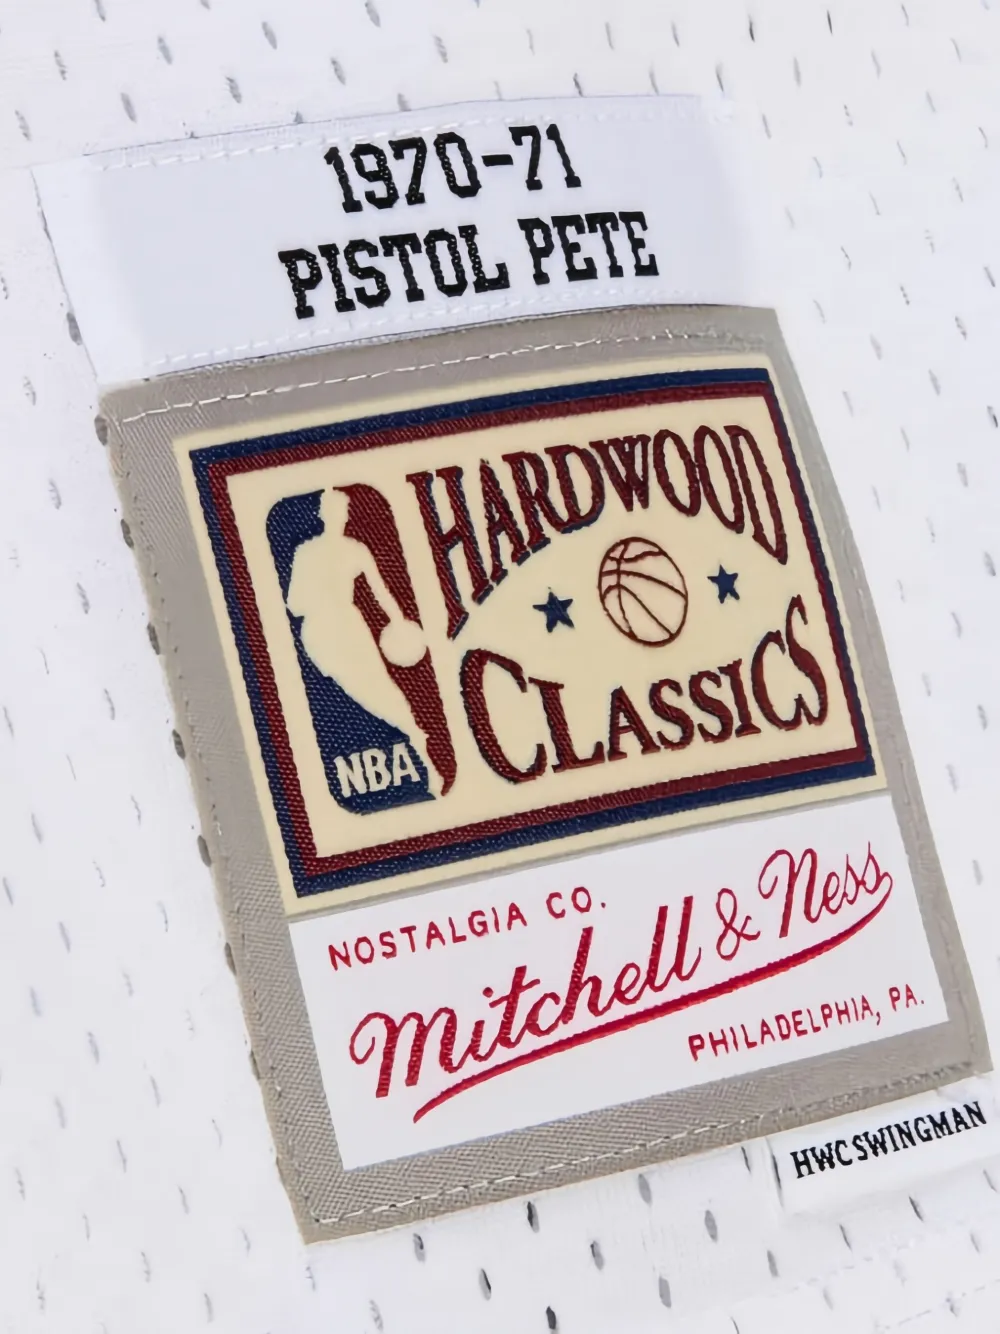 1970-71
PISTOL PETE
HARDWOOD
CLASSICS
NBA
NOSTALGIA CO.
Mitchell & Ness
PHILADELPHIA, PA.
HWC SWINGMAN